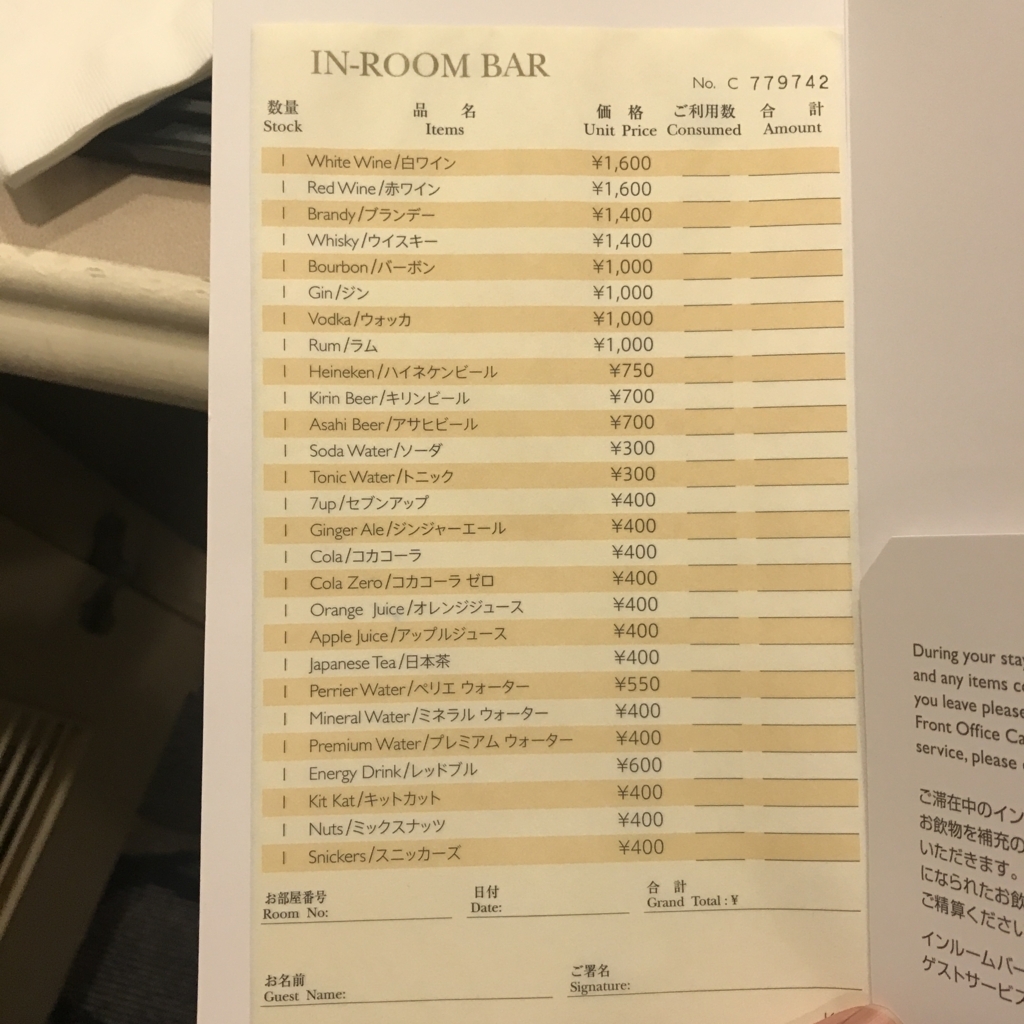 IN-ROOM BAR
No. C 779742
数量 品 名 価 格 ご利用数 合 計
Stock Items Unit Price Consumed Amount
1 White Wine/白ワイン ¥1,600
1 Red Wine/赤ワイン ¥1,600
1 Brandy/ブランデー ¥1,400
1 Whisky/ウイスキー ¥1,400
1 Bourbon/バーボン ¥1,000
1 Gin/ジン ¥1,000
1 Vodka/ウォッカ ¥1,000
1 Rum/ラム ¥1,000
1 Heineken/ハイネケンビール ¥750
1 Kirin Beer/キリンビール ¥700
1 Asahi Beer/アサヒビール ¥700
1 Soda Water/ソーダ ¥300
1 Tonic Water/トニック ¥300
1 7up/セブンアップ ¥400
1 Ginger Ale/ジンジャーエール ¥400
1 Cola/コカコーラ ¥400
1 Cola Zero/コカコーラ ゼロ ¥400
1 Orange Juice/オレンジジュース ¥400
1 Apple Juice/アップルジュース ¥400
1 Japanese Tea/日本茶 ¥400
1 Perrier Water/ペリエ ウォーター ¥550
1 Mineral Water/ミネラル ウォーター ¥400
1 Premium Water/プレミアム ウォーター ¥400
1 Energy Drink/レッドブル ¥600
1 Kit Kat/キットカット ¥400
1 Nuts/ミックスナッツ ¥400
1 Snickers/スニッカーズ ¥400
お部屋番号 日付 合 計
Room No: Date: Grand Total : ¥
お名前 ご署名
Guest Name: Signature:
During your stay
and any items
you leave please
Front Office
service, please
ご滞在中のイン
お飲物を補充の
いただきます。
になられたお飲
ご精算ください
インルームバー
ゲストサービス